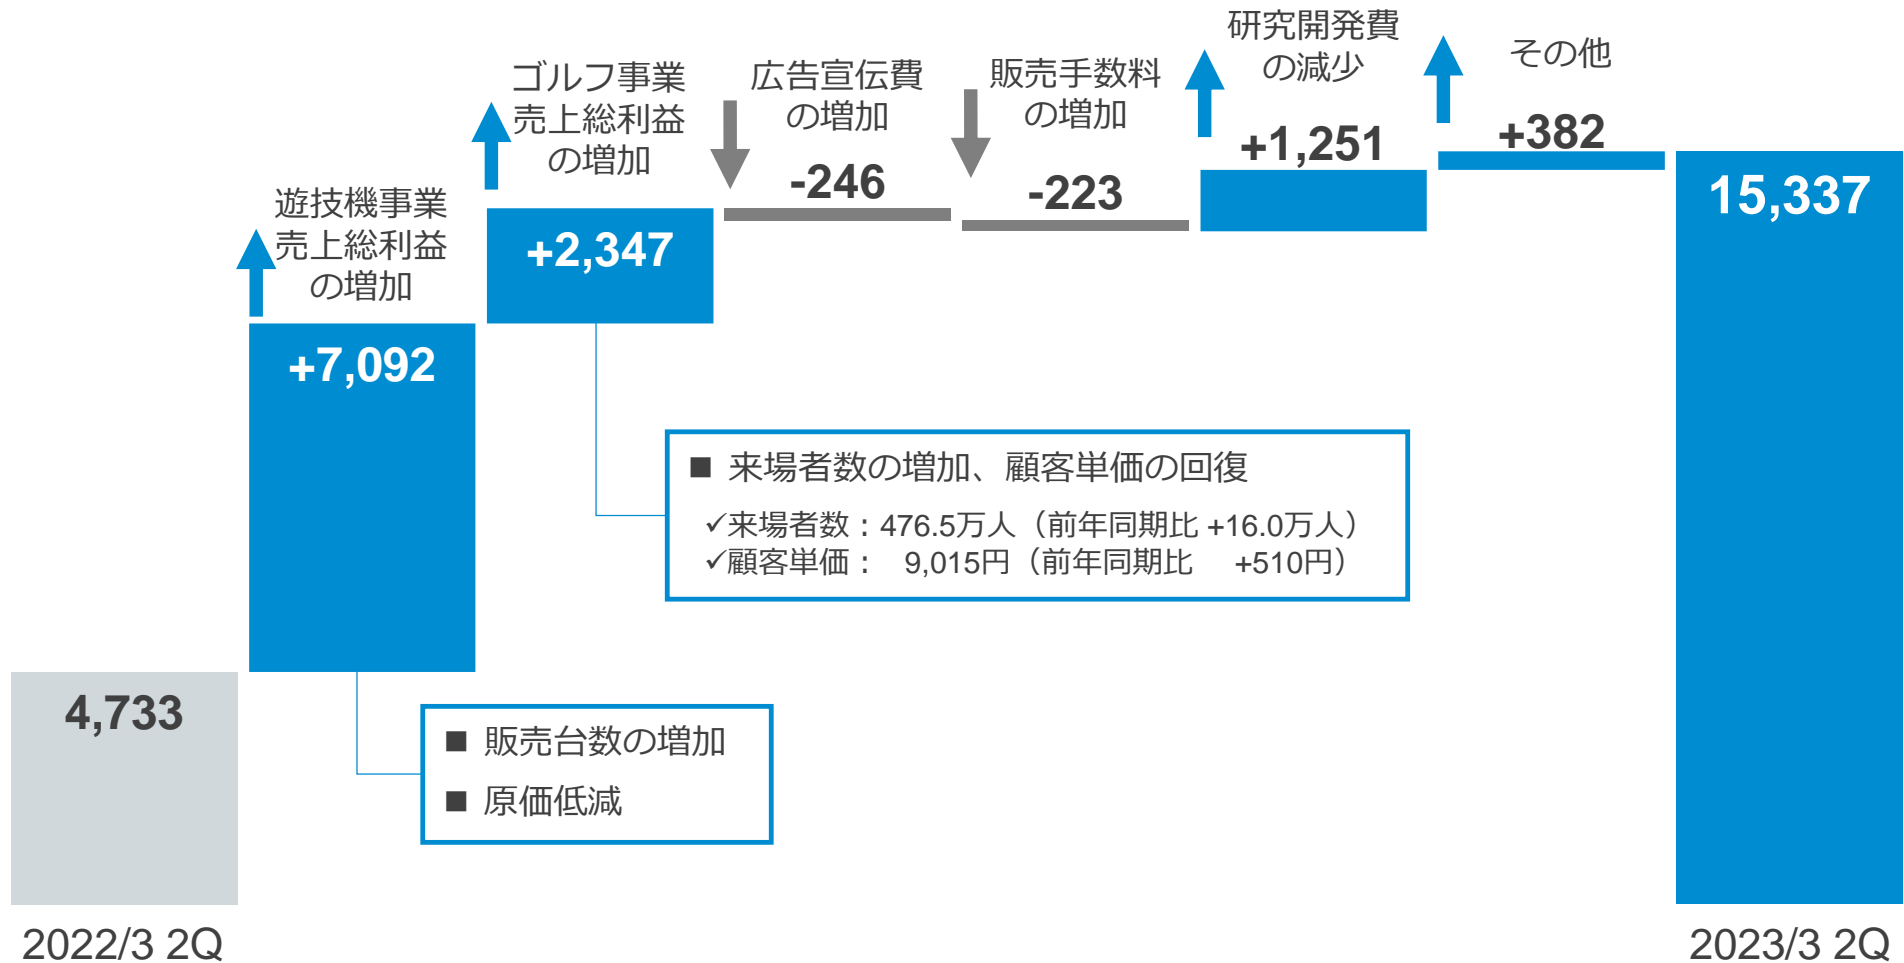 遊技機事業
売上総利益
の増加
+7,092
ゴルフ事業
売上総利益
の増加
+2,347
広告宣伝費
の増加
-246
販売手数料
の増加
-223
研究開発費
の減少
+1,251
その他
+382
15,337
■ 来場者数の増加、顧客単価の回復
✓来場者数：476.5万人（前年同期比 +16.0万人）
✓顧客単価： 9,015円（前年同期比 +510円）
4,733
■ 販売台数の増加
■ 原価低減
2022/3 2Q
2023/3 2Q